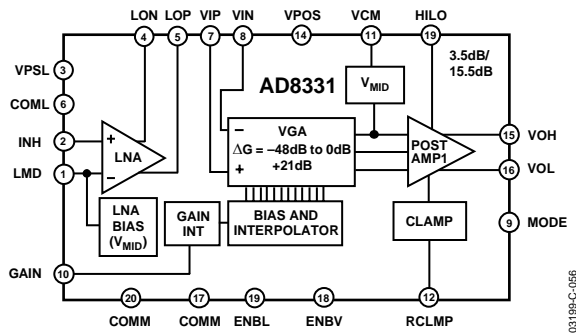 LON LOP VIP VIN VPOS VCM HILO
4 5 7 8 14 11 19
VPSL 3
3.5dB/
15.5dB
AD8331
COML 6
VMID
INH 2
+
LNA
−
LMD 1
−
VGA
ΔG = –48dB to 0dB
+21dB
+
POST
AMP1
15 VOH
16 VOL
LNA
BIAS
(VMID)
GAIN
INT
BIAS AND
INTERPOLATOR
CLAMP
9 MODE
GAIN 10
20 17 19 18 12
COMM COMM ENBL ENBV RCLMP
03199-C-056